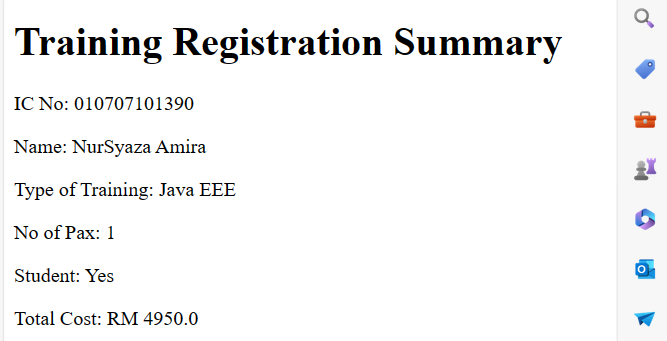 Training Registration Summary
IC No: 010707101390
Name: NurSyaza Amira
Type of Training: Java EEE
No of Pax: 1
Student: Yes
Total Cost: RM 4950.0